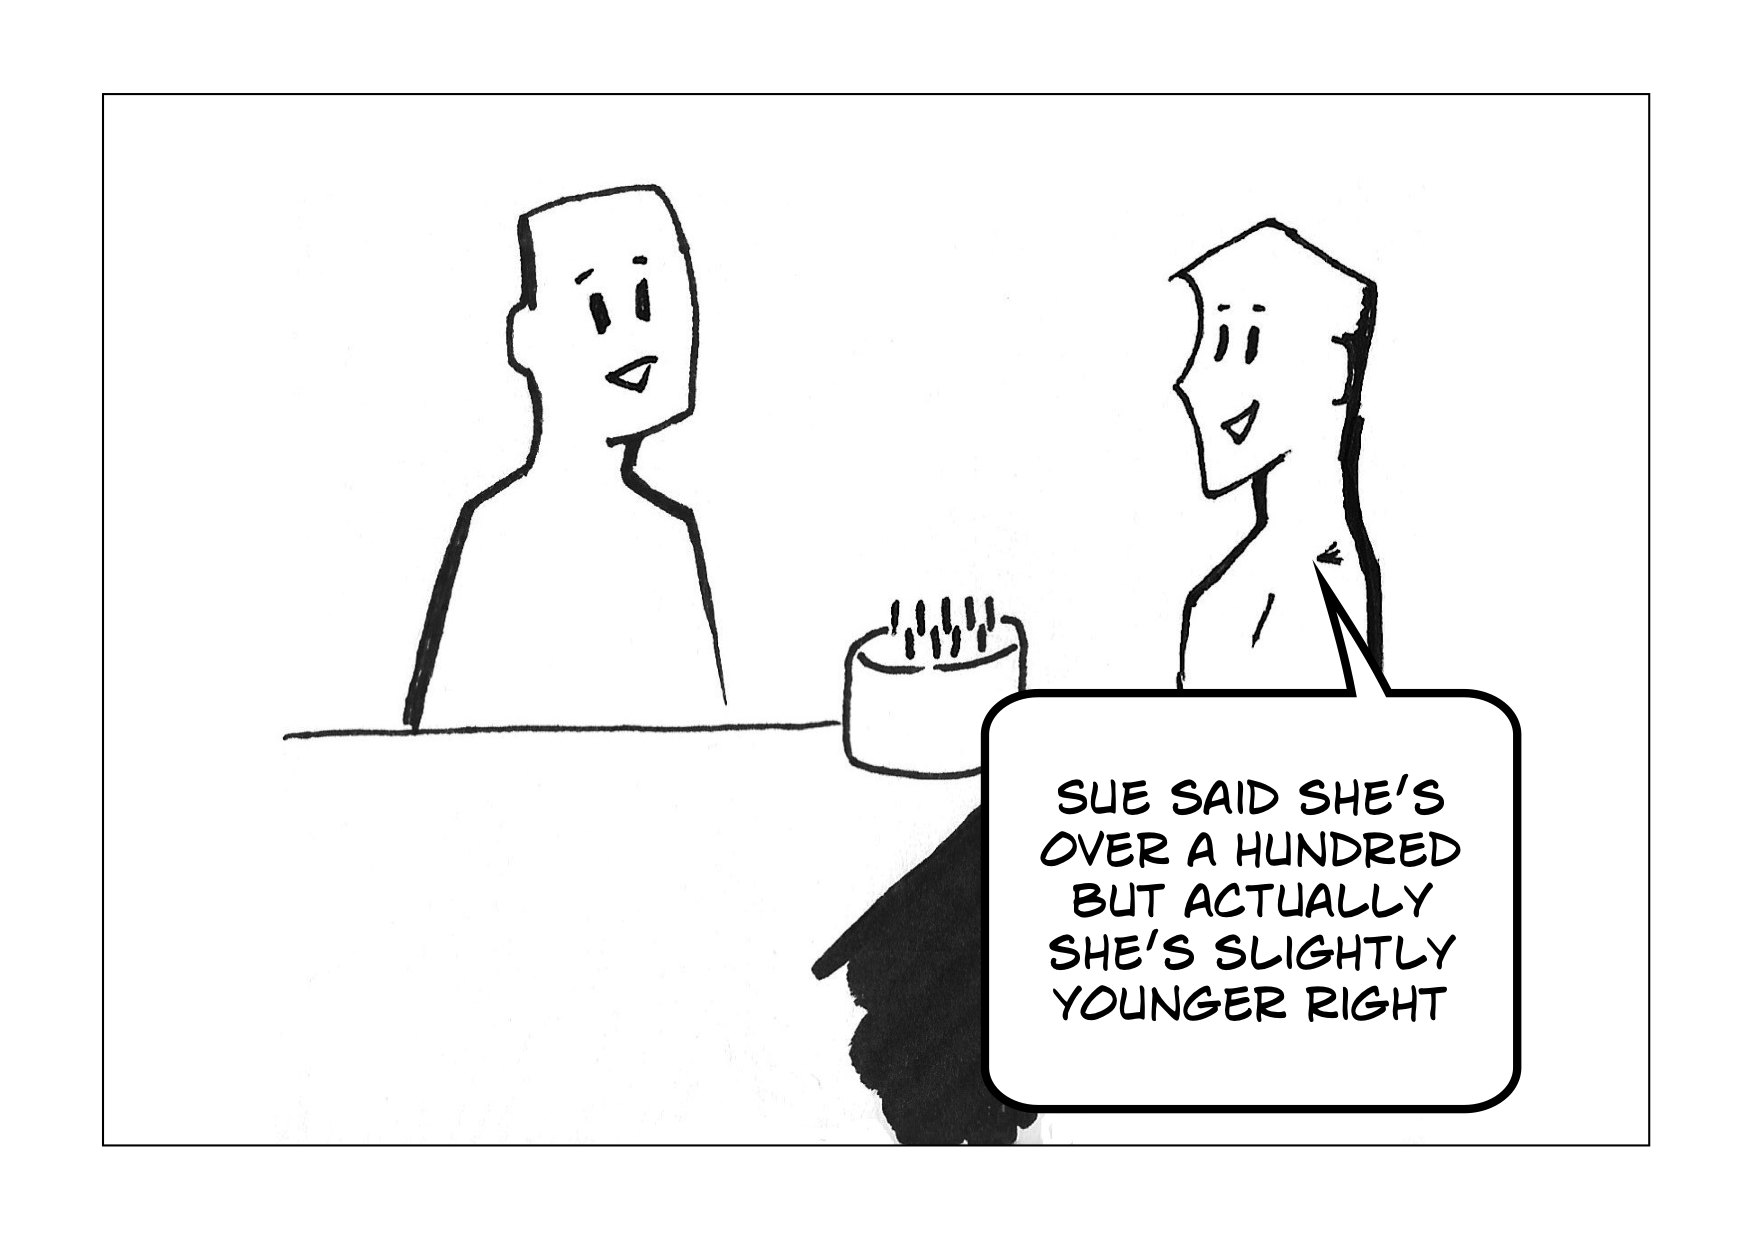 SUE SAID SHE'S
OVER A HUNDRED
BUT ACTUALLY
SHE'S SLIGHTLY
YOUNGER RIGHT